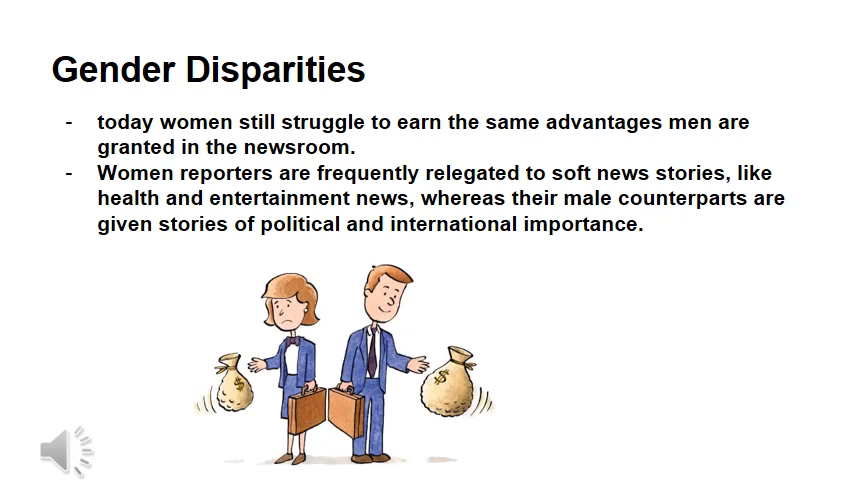 Gender Disparities
- today women still struggle to earn the same advantages men are
granted in the newsroom.
- Women reporters are frequently relegated to soft news stories, like
health and entertainment news, whereas their male counterparts are
given stories of political and international importance.
$
$